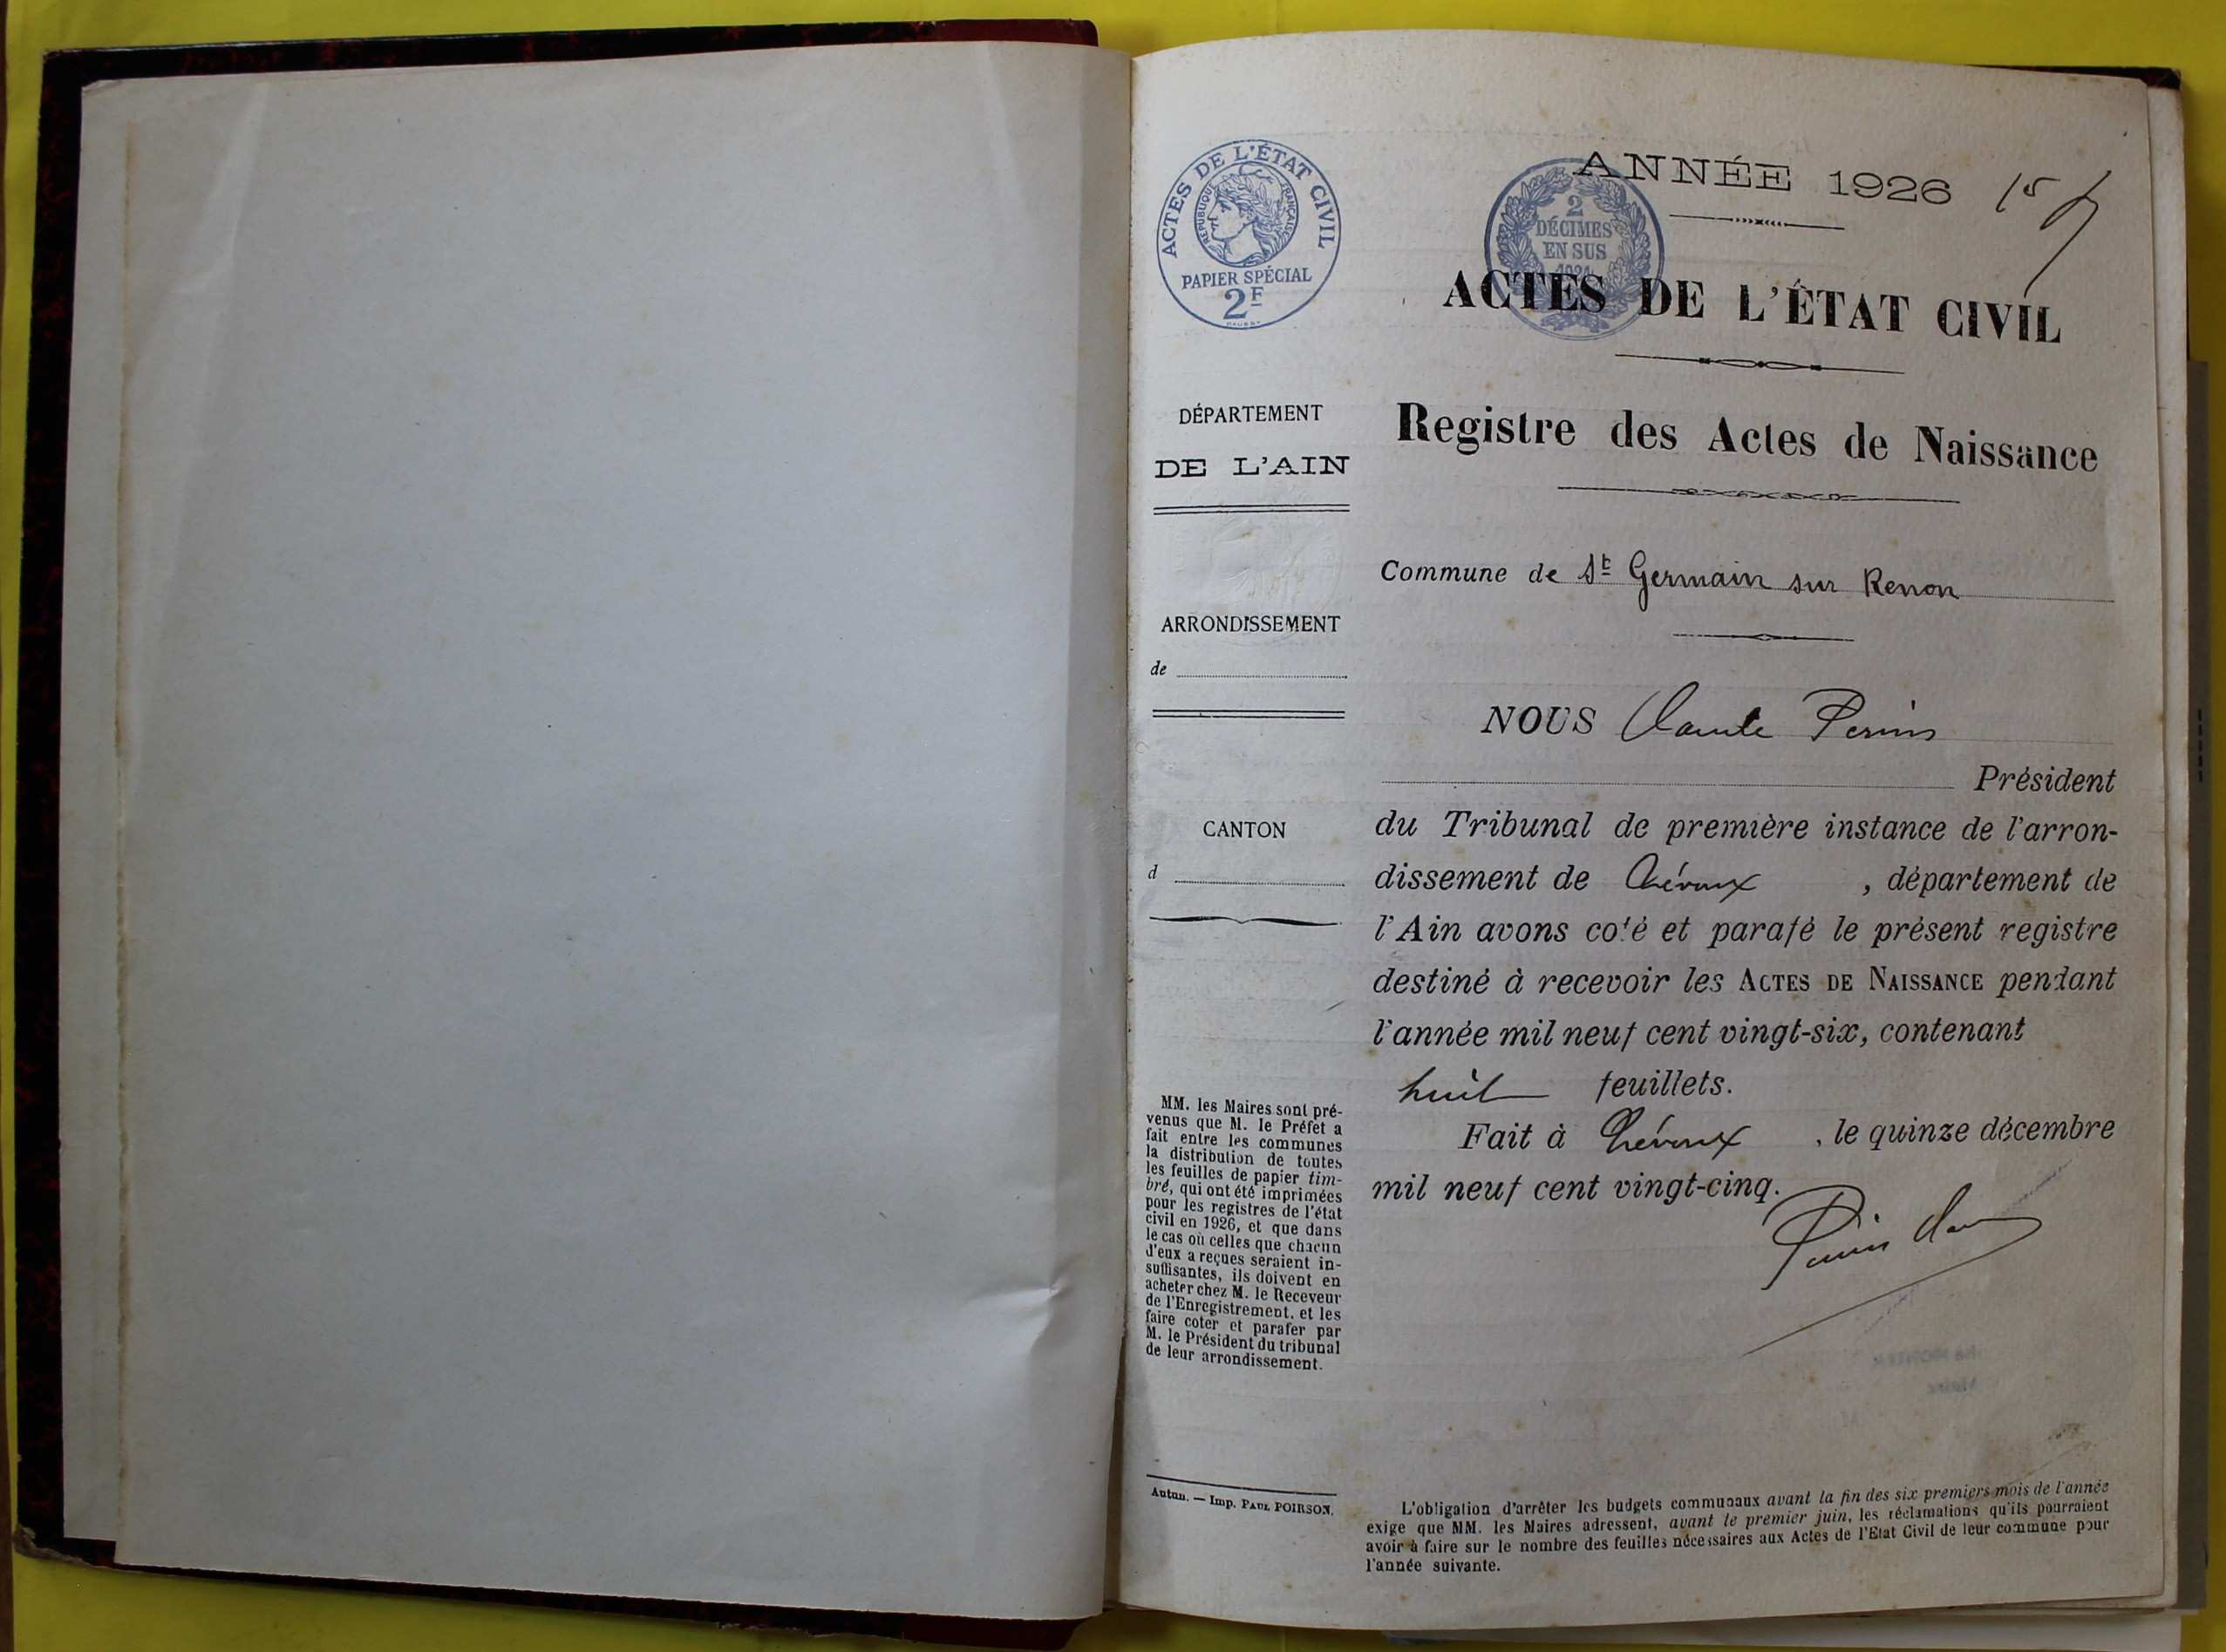 ACTES DE L'ÉTAT CIVIL
RÉPUBLIQUE FRANÇAISE
PAPIER SPÉCIAL
2F
2
DÉCIMES
EN SUS
ANNÉE 1926
ACTES DE L'ÉTAT CIVIL
Registre des Actes de Naissance
DÉPARTEMENT
DE L'AIN
ARRONDISSEMENT
de
CANTON
d
MM. les Maires sont pré-
venus que M. le Préfet a
fait entre les communes
la distribution de toutes
les feuilles de papier tim-
bré, qui ont été imprimées
pour les registres de l'état
civil en 1926, et que dans
le cas où celles que chacun
d'eux a reçues seraient in-
suffisantes, ils doivent en
acheter chez M. le Receveur
de l'Enregistrement, et les
faire coter et parafer par
M. le Président du tribunal
de leur arrondissement.
Autun. — Imp. PAUL POIRSON.
Commune de St Germain sur Renon
NOUS Claude Perrin
Président
du Tribunal de première instance de l'arron-
dissement de Trévoux, département de
l'Ain avons coté et parafé le présent registre
destiné à recevoir les ACTES DE NAISSANCE pendant
l'année mil neuf cent vingt-six, contenant
huit feuillets.
Fait à Trévoux, le quinze décembre
mil neuf cent vingt-cinq.
L'obligation d'arrêter les budgets communaux avant la fin des six premiers mois de l'année
exige que MM. les Maires adressent, avant le premier juin, les réclamations qu'ils pourraient
avoir à faire sur le nombre des feuilles nécessaires aux Actes de l'Etat Civil de leur commune pour
l'année suivante.